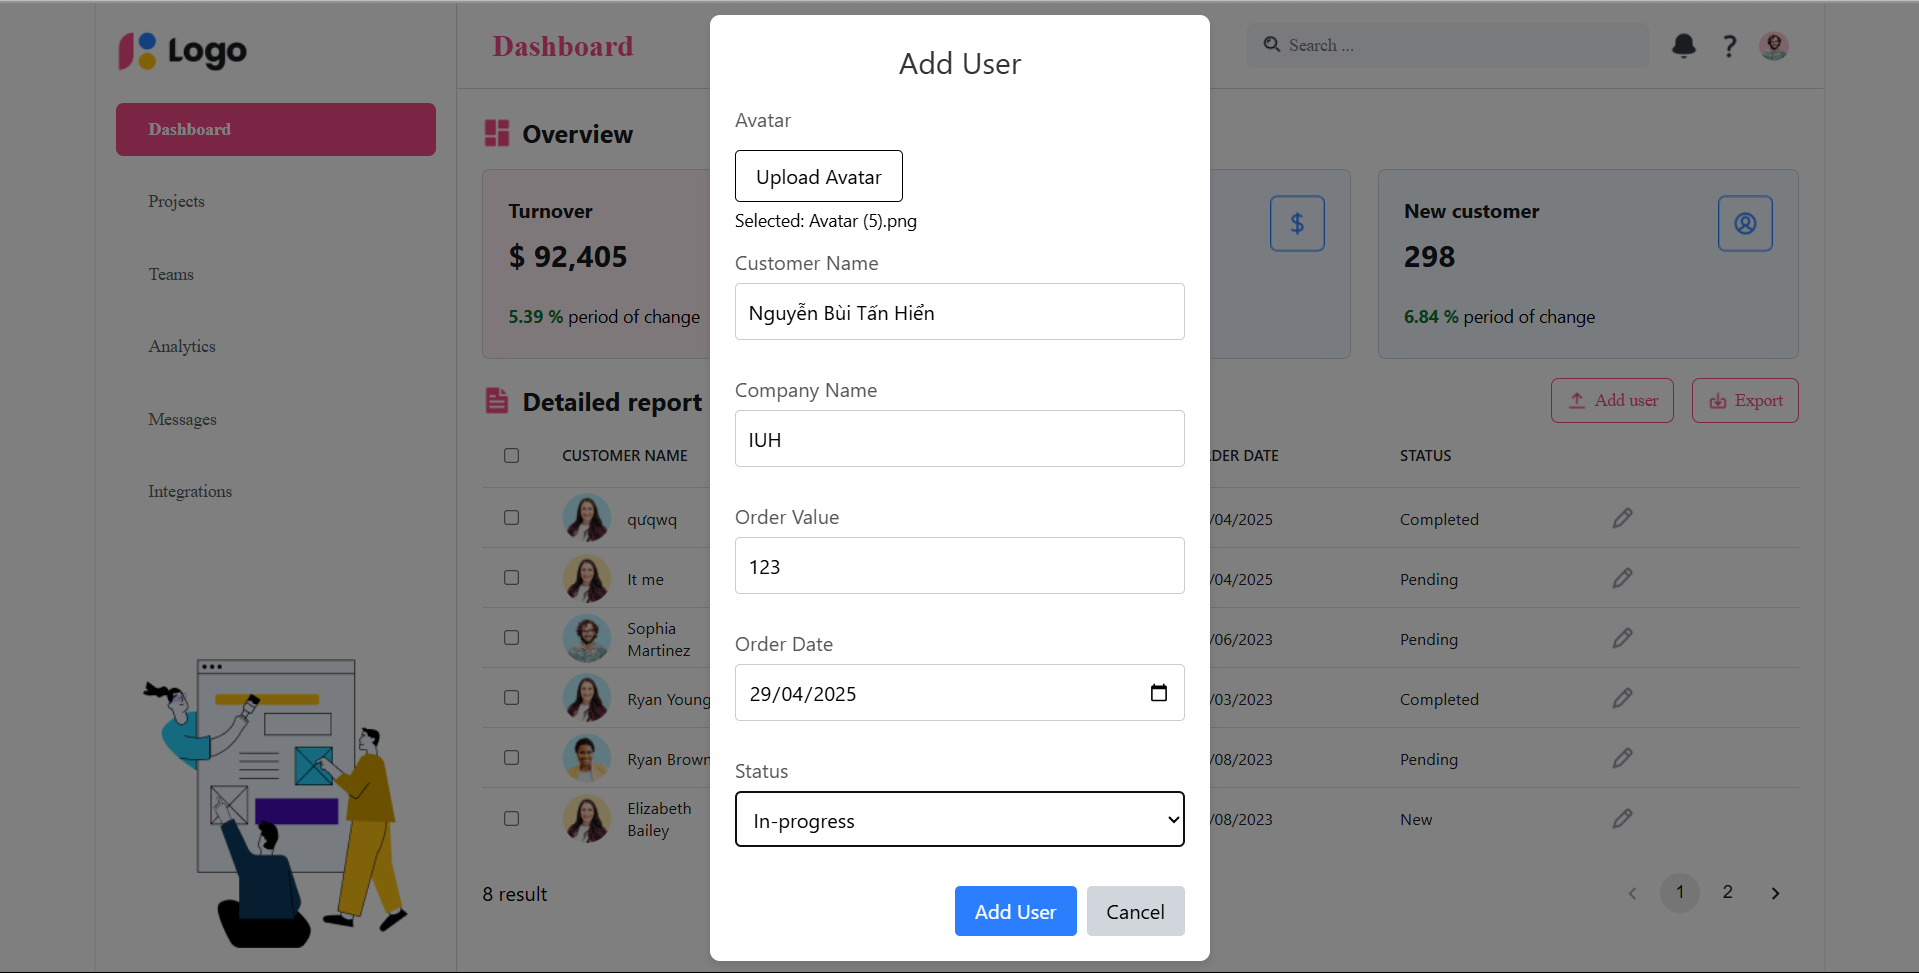 Logo
Dashboard
Projects
Teams
Analytics
Messages
Integrations
Dashboard
Search ...
?
Overview
Turnover
$ 92,405
5.39 % period of change
$
New customer
298
6.84 % period of change
Detailed report
Add user
Export
CUSTOMER NAME
DER DATE
STATUS
qưqwq
/04/2025
Completed
It me
/04/2025
Pending
Sophia
Martinez
/06/2023
Pending
Ryan Young
/03/2023
Completed
Ryan Brown
/08/2023
Pending
Elizabeth
Bailey
/08/2023
New
8 result
1
2
Add User
Avatar
Upload Avatar
Selected: Avatar (5).png
Customer Name
Nguyễn Bùi Tấn Hiển
Company Name
IUH
Order Value
123
Order Date
29/04/2025
Status
In-progress
Add User
Cancel